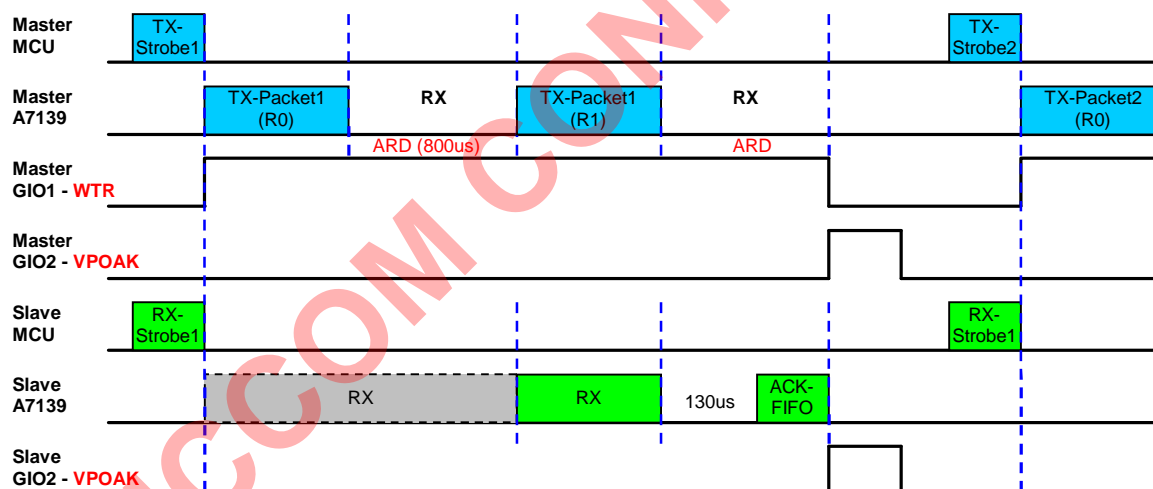 Master
MCU
TX-
Strobe1
TX-
Strobe2
Master
A7139
TX-Packet1
(R0)
RX
TX-Packet1
(R1)
RX
TX-Packet2
(R0)
ARD (800us)
ARD
Master
GIO1 - WTR
Master
GIO2 - VPOAK
Slave
MCU
RX-
Strobe1
RX-
Strobe1
Slave
A7139
RX
RX
130us
ACK-
FIFO
Slave
GIO2 - VPOAK